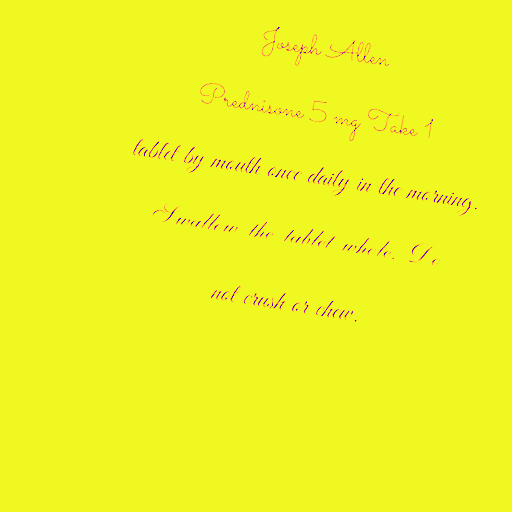 Joseph Allen
Prednisone 5 mg Take 1
tablet by mouth once daily in the morning.
Swallow the tablet whole. Do
not crush or chew.